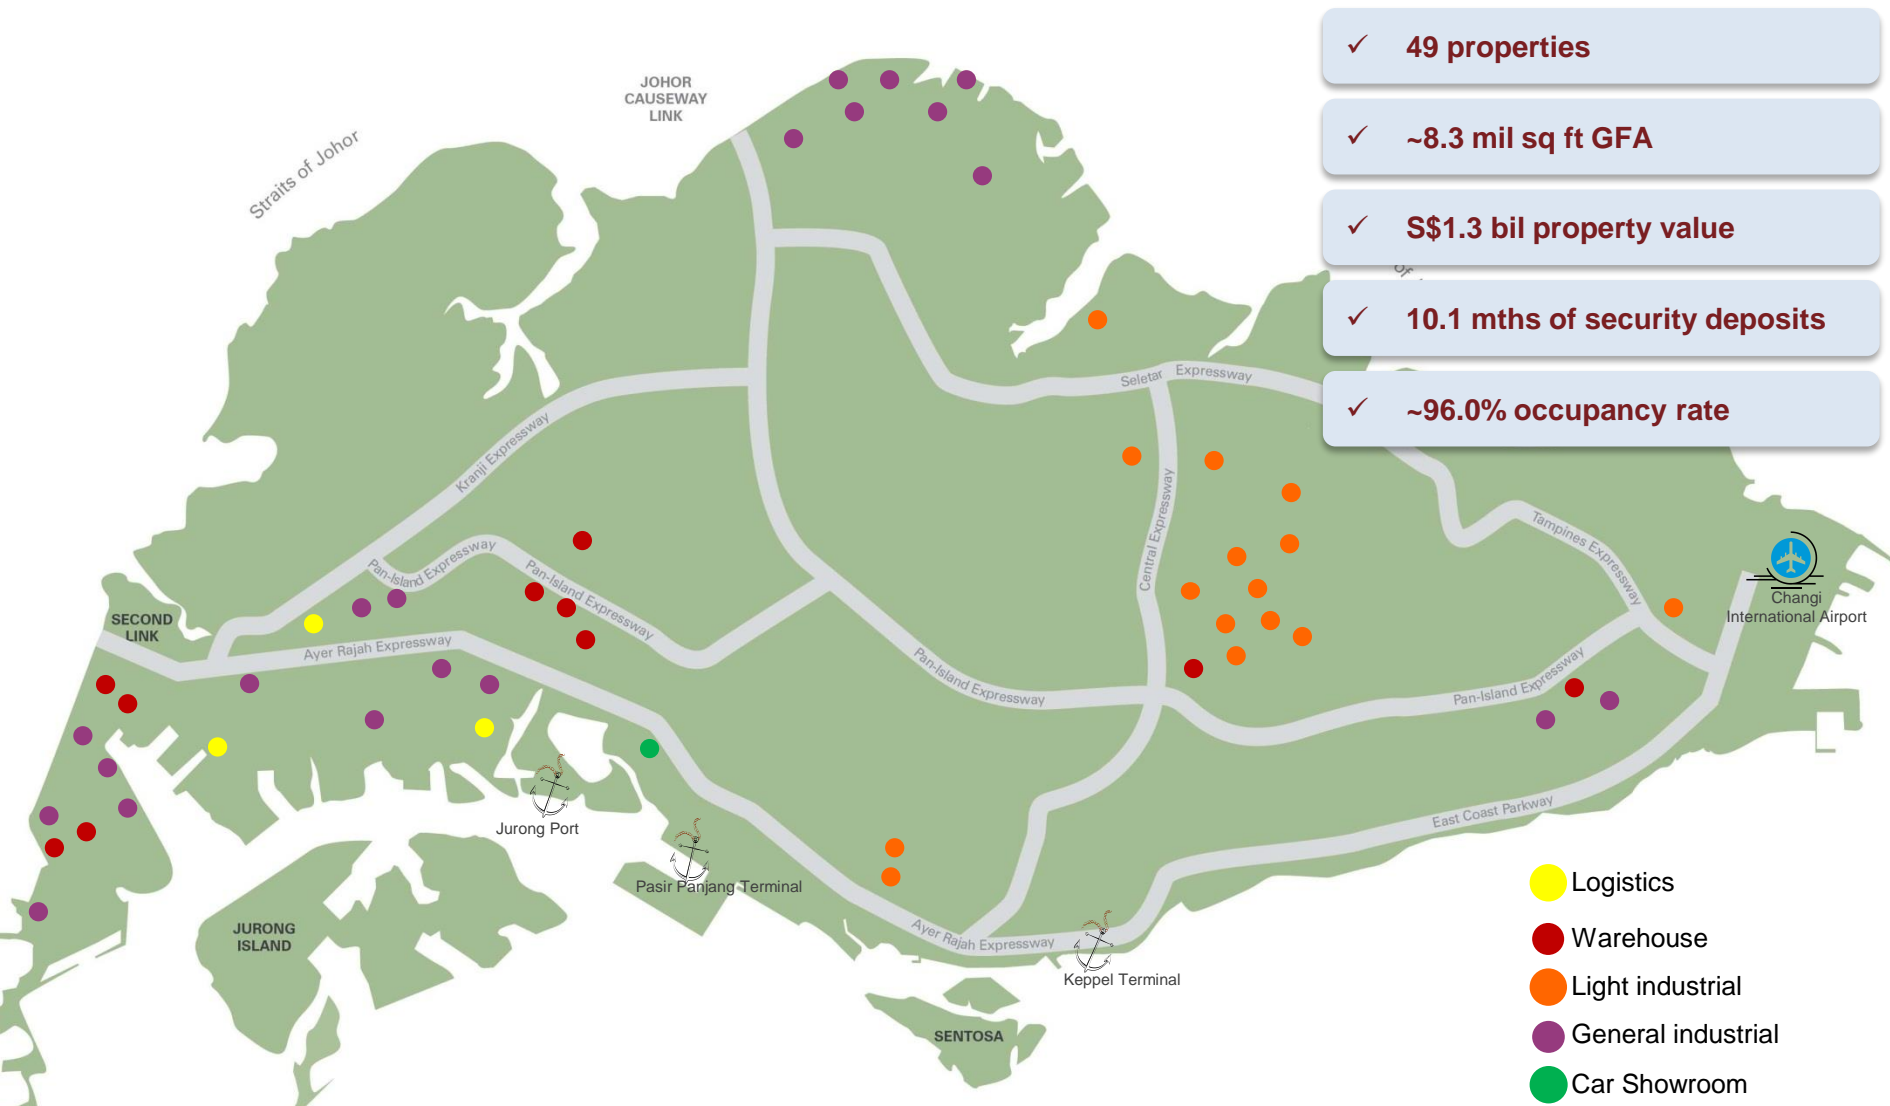 ✓ 49 properties
✓ ~8.3 mil sq ft GFA
✓ S$1.3 bil property value
of
✓ 10.1 mths of security deposits
✓ ~96.0% occupancy rate
JOHOR
CAUSEWAY
LINK
Straits of Johor
Seletar Expressway
Kranji Expressway
Central Expressway
Tampines Expressway
Pan-Island Expressway
Pan-Island Expressway
Changi
International Airport
SECOND
LINK
Ayer Rajah Expressway
Pan-Island Expressway
Pan-Island Expressway
East Coast Parkway
Jurong Port
Pasir Panjang Terminal
JURONG
ISLAND
Ayer Rajah Expressway
Keppel Terminal
SENTOSA
Logistics
Warehouse
Light industrial
General industrial
Car Showroom